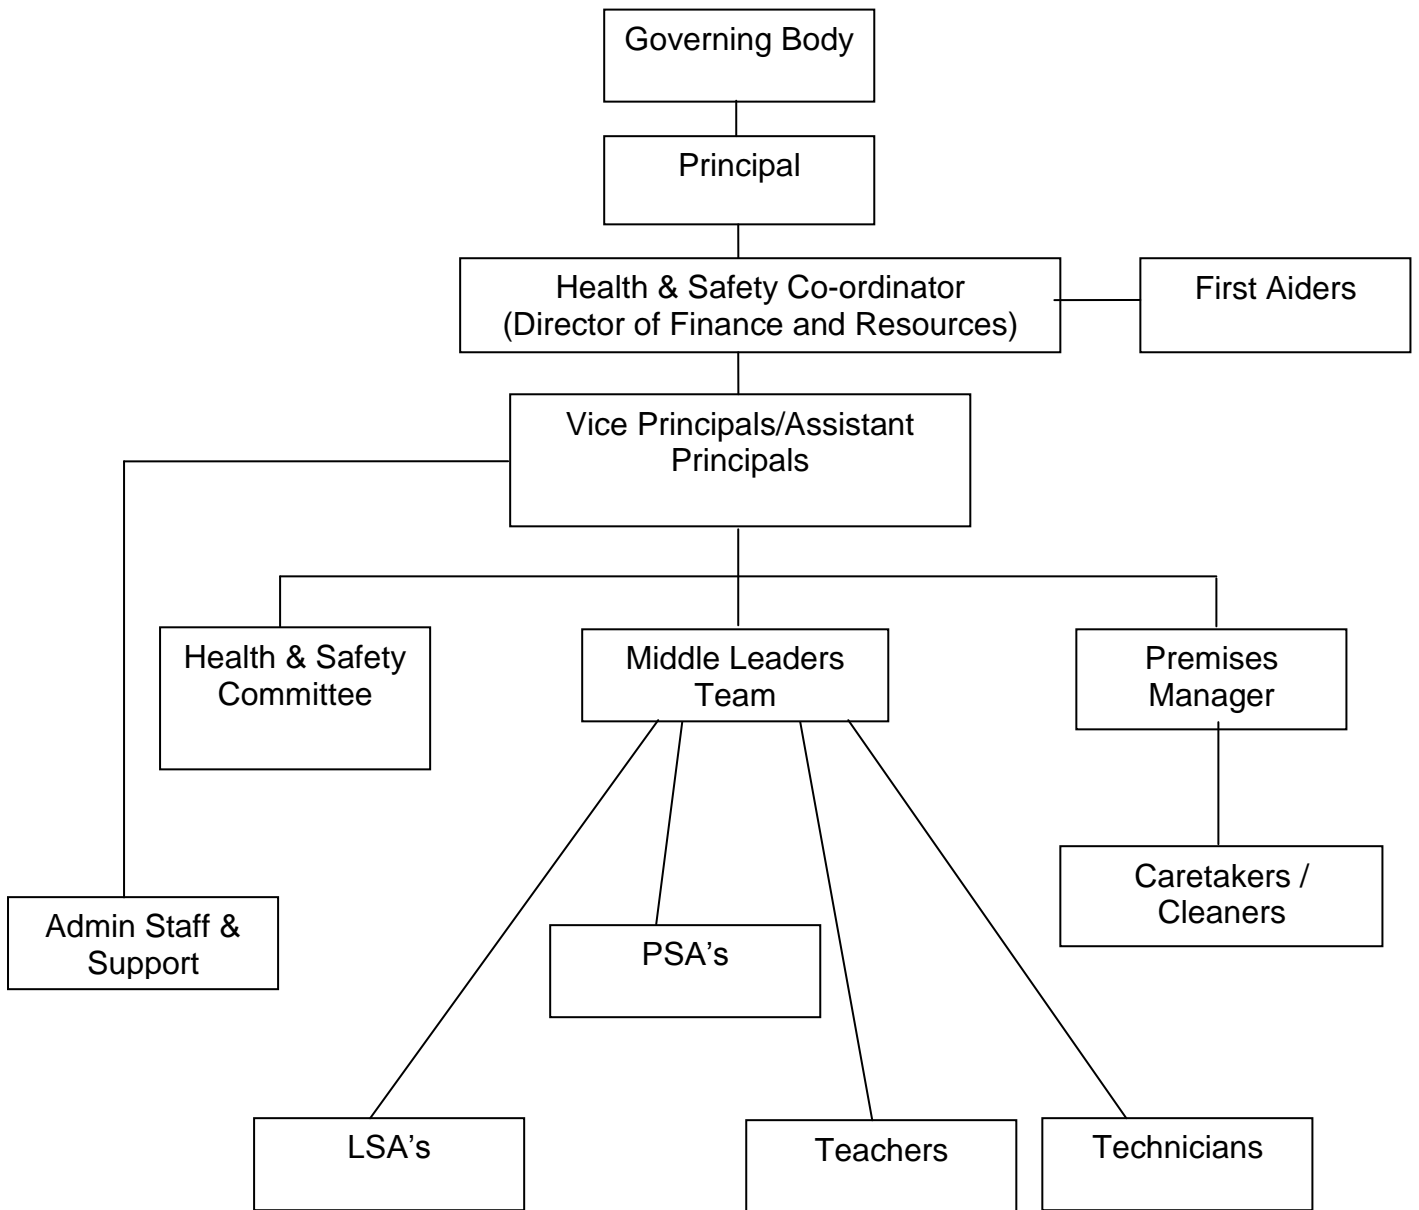 Governing Body
Principal
Health & Safety Co-ordinator
(Director of Finance and Resources)
First Aiders
Vice Principals/Assistant
Principals
Health & Safety
Committee
Middle Leaders
Team
Premises
Manager
Caretakers /
Cleaners
Admin Staff &
Support
PSA’s
LSA’s
Teachers
Technicians